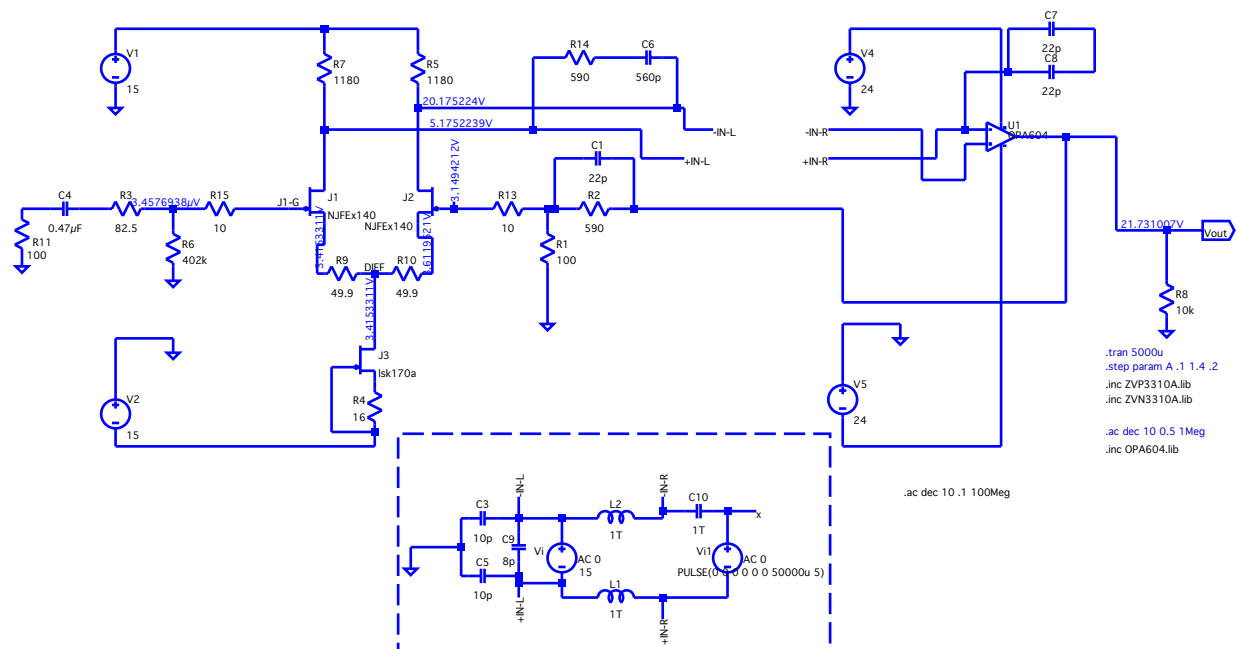 V1
15
R7
1180
R5
1180
R14
590
C6
560p
20.175224V
5.1752239V
-IN-L
+IN-L
V4
24
C7
22p
C8
22p
-IN-R
+IN-R
U1
OPA604
C4
0.47µF
R3
82.5
3.4576938µV
R15
10
J1-G
J1
NJFEx140
J2
NJFEx140
3.1494212V
R13
10
C1
22p
R2
590
R11
100
R6
402k
R1
100
3.4153311V
R9
49.9
DIFF
R10
49.9
3.4153311V
J3
lsk170a
R4
16
V2
15
V5
24
21.731007V
Vout
R8
10k
.tran 5000u
.step param A .1 1.4 .2
.inc ZVP3310A.lib
.inc ZVN3310A.lib
.ac dec 10 0.5 1Meg
.inc OPA604.lib
.ac dec 10 .1 100Meg
-IN-L
C3
10p
C9
8p
C5
10p
+IN-L
Vi
AC 0
15
L2
1T
L1
1T
-IN-R
+IN-R
C10
1T
x
Vi1
AC 0
PULSE(0 0 0 0 0 0 50000u 5)